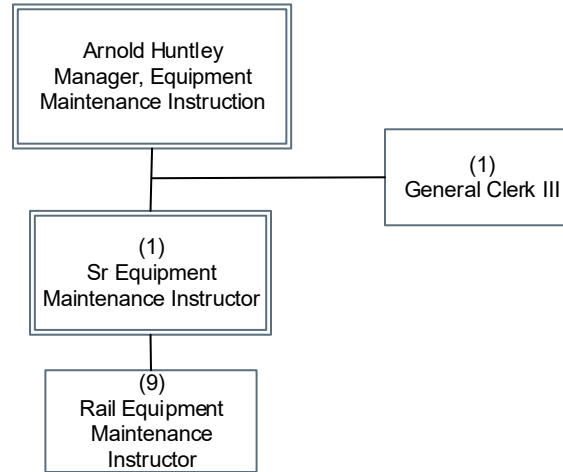 Arnold Huntley
Manager, Equipment
Maintenance Instruction
(1)
General Clerk III
(1)
Sr Equipment
Maintenance Instructor
(9)
Rail Equipment
Maintenance
Instructor